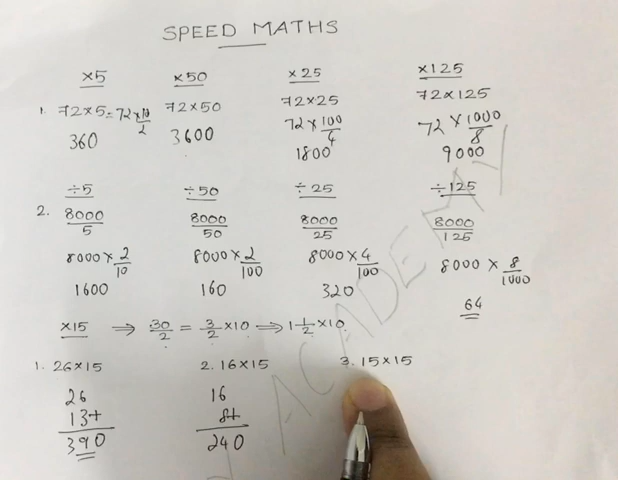 SPEED MATHS
×5 ×50 ×25 ×125
1. 72×5 = 72×10/2 72×50 72×25 72×125
360 3600 72×100/4 72×1000/8
1800 9000
÷5 ÷50 ÷25 ÷125
2. 8000/5 8000/50 8000/25 8000/125
8000×2/10 8000×2/100 8000×4/100 8000×8/1000
1600 160 320 64
×15 ⇒ 30/2 = 3/2 ×10 ⇒ 1 1/2 ×10
1. 26×15 2. 16×15 3. 15×15
26 16
13+ 8+
390 240
ACADEMY